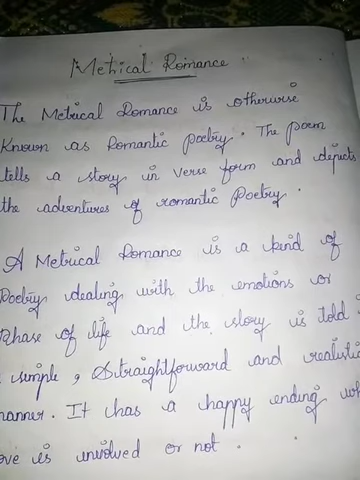 Metrical Romance
The Metrical Romance is otherwise
Known as Romantic poetry. The poem
tells a story in verse form and depicts
the adventures of romantic Poetry.
A Metrical Romance is a kind of
Poetry dealing with the emotions or
Phase of life and the story is told
simple, Straightforward and realistic
manner. It has a happy ending
love is involved or not.